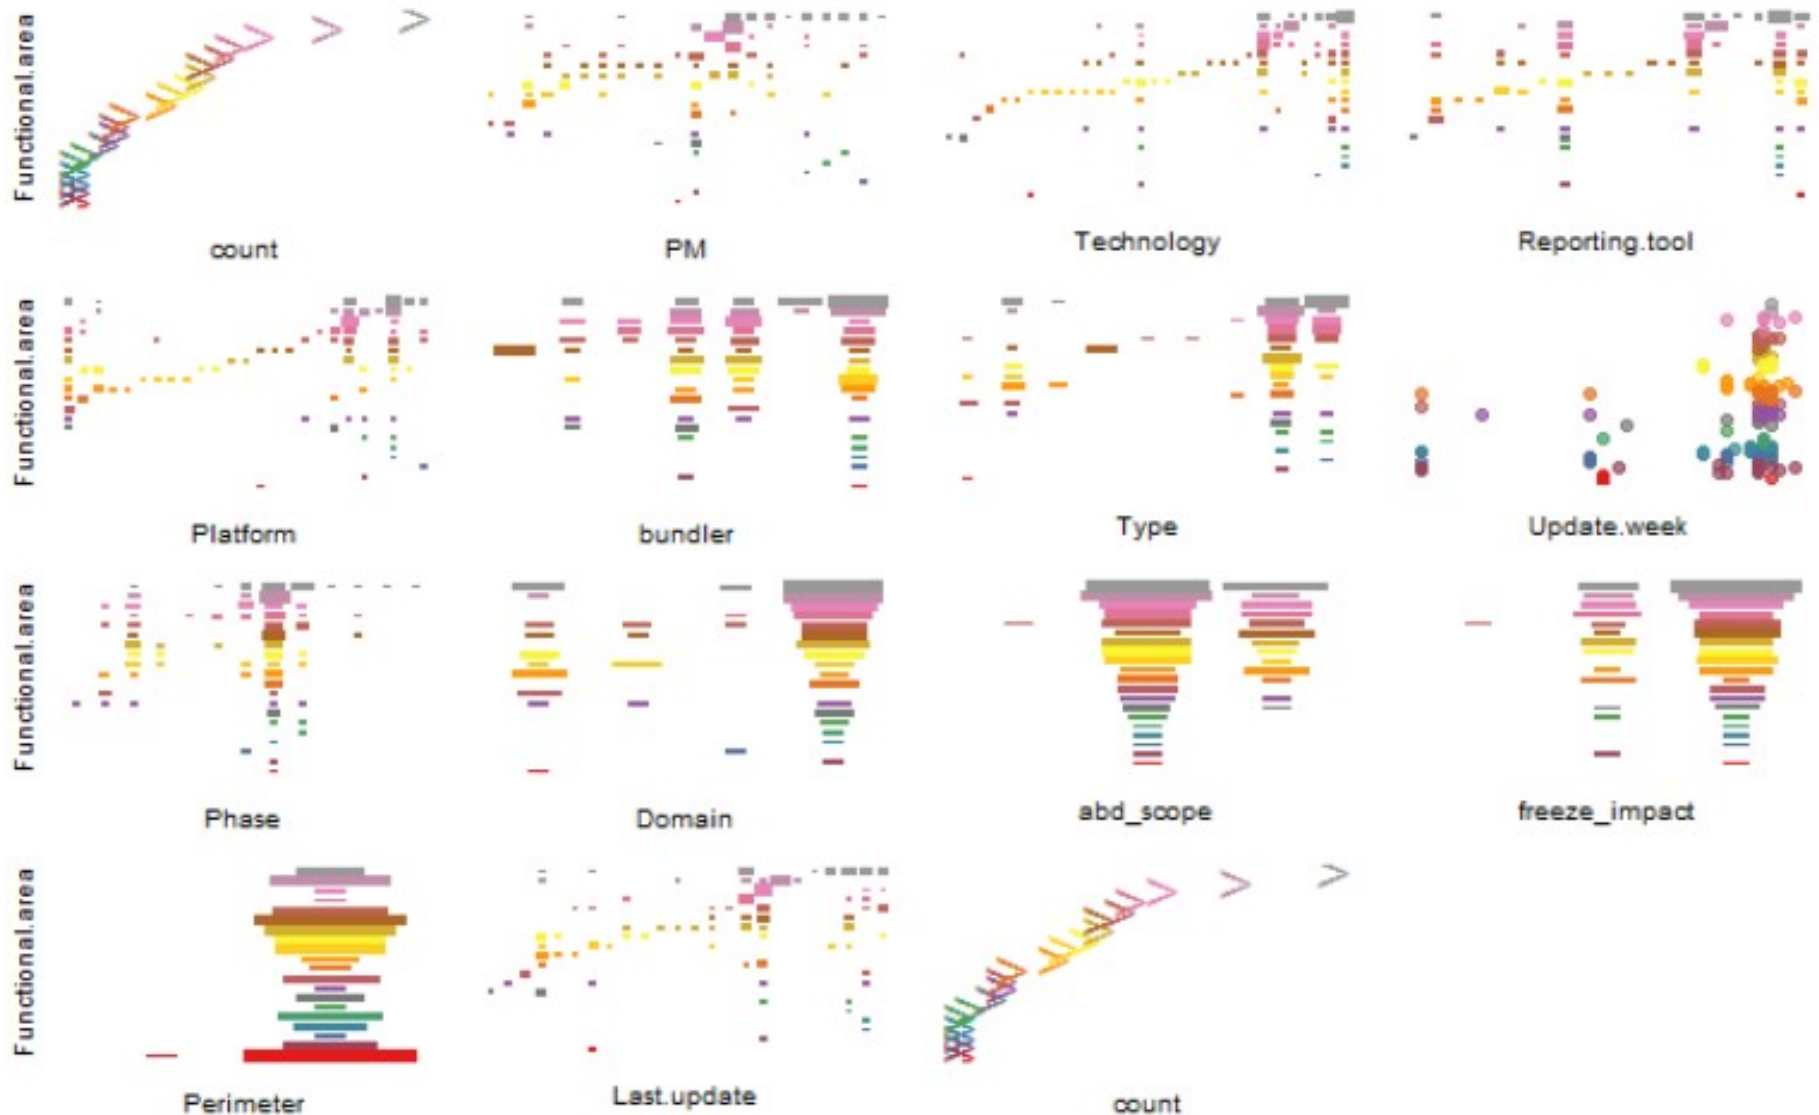 Functional.area
count
PM
Technology
Reporting.tool
Functional.area
Platform
bundler
Type
Update.week
Functional.area
Phase
Domain
abd_scope
freeze_impact
Functional.area
Perimeter
Last.update
count